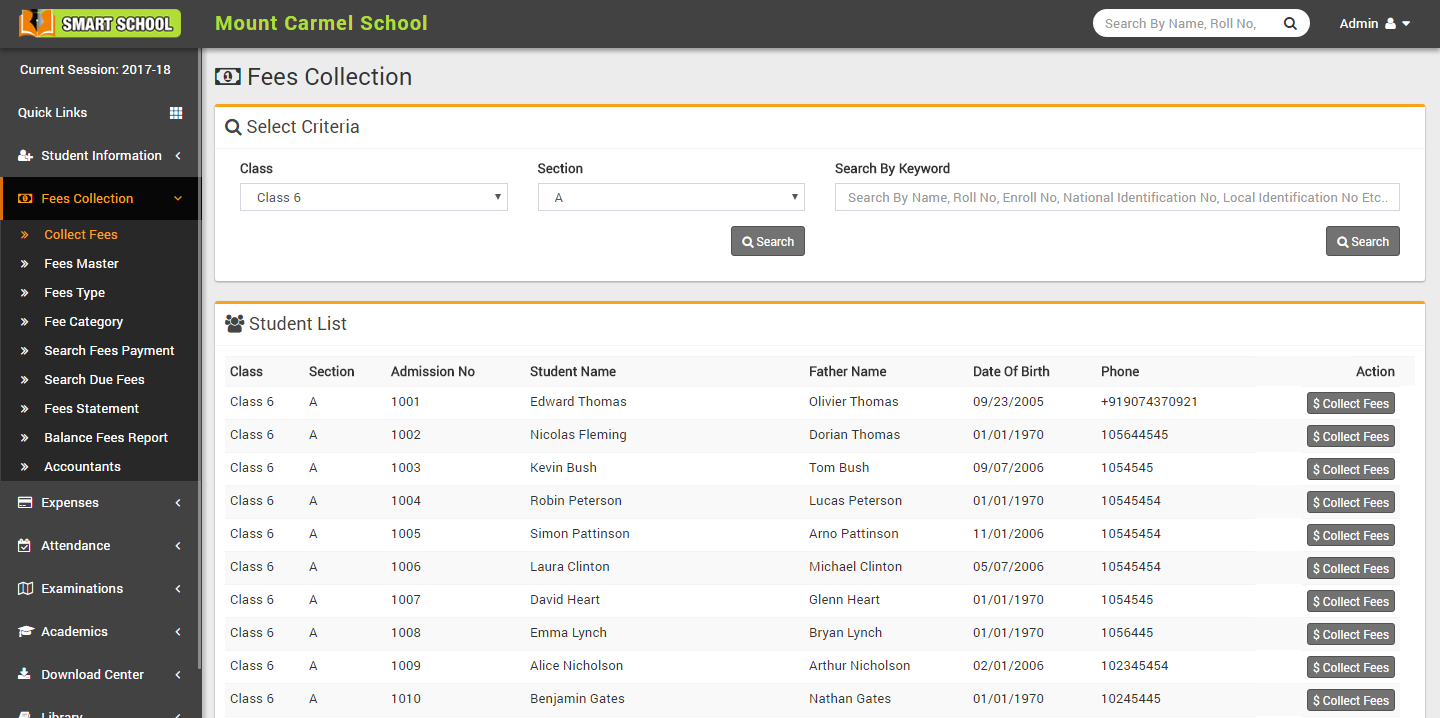 SMART SCHOOL
Mount Carmel School
Search By Name, Roll No,
Admin
Current Session: 2017-18
Quick Links
Student Information
Fees Collection
Collect Fees
Fees Master
Fees Type
Fee Category
Search Fees Payment
Search Due Fees
Fees Statement
Balance Fees Report
Accountants
Expenses
Attendance
Examinations
Academics
Download Center
Library
Fees Collection
Select Criteria
Class Section Search By Keyword
Class 6 A Search By Name, Roll No, Enroll No, National Identification No, Local Identification No Etc..
Search Search
Student List
Class Section Admission No Student Name Father Name Date Of Birth Phone Action
Class 6 A 1001 Edward Thomas Olivier Thomas 09/23/2005 +919074370921 $ Collect Fees
Class 6 A 1002 Nicolas Fleming Dorian Thomas 01/01/1970 105644545 $ Collect Fees
Class 6 A 1003 Kevin Bush Tom Bush 09/07/2006 1054545 $ Collect Fees
Class 6 A 1004 Robin Peterson Lucas Peterson 01/01/1970 10545454 $ Collect Fees
Class 6 A 1005 Simon Pattinson Arno Pattinson 11/01/2006 10545454 $ Collect Fees
Class 6 A 1006 Laura Clinton Michael Clinton 05/07/2006 10545454 $ Collect Fees
Class 6 A 1007 David Heart Glenn Heart 01/01/1970 1054545 $ Collect Fees
Class 6 A 1008 Emma Lynch Bryan Lynch 01/01/1970 1056445 $ Collect Fees
Class 6 A 1009 Alice Nicholson Arthur Nicholson 02/01/2006 102345454 $ Collect Fees
Class 6 A 1010 Benjamin Gates Nathan Gates 01/01/1970 10245445 $ Collect Fees